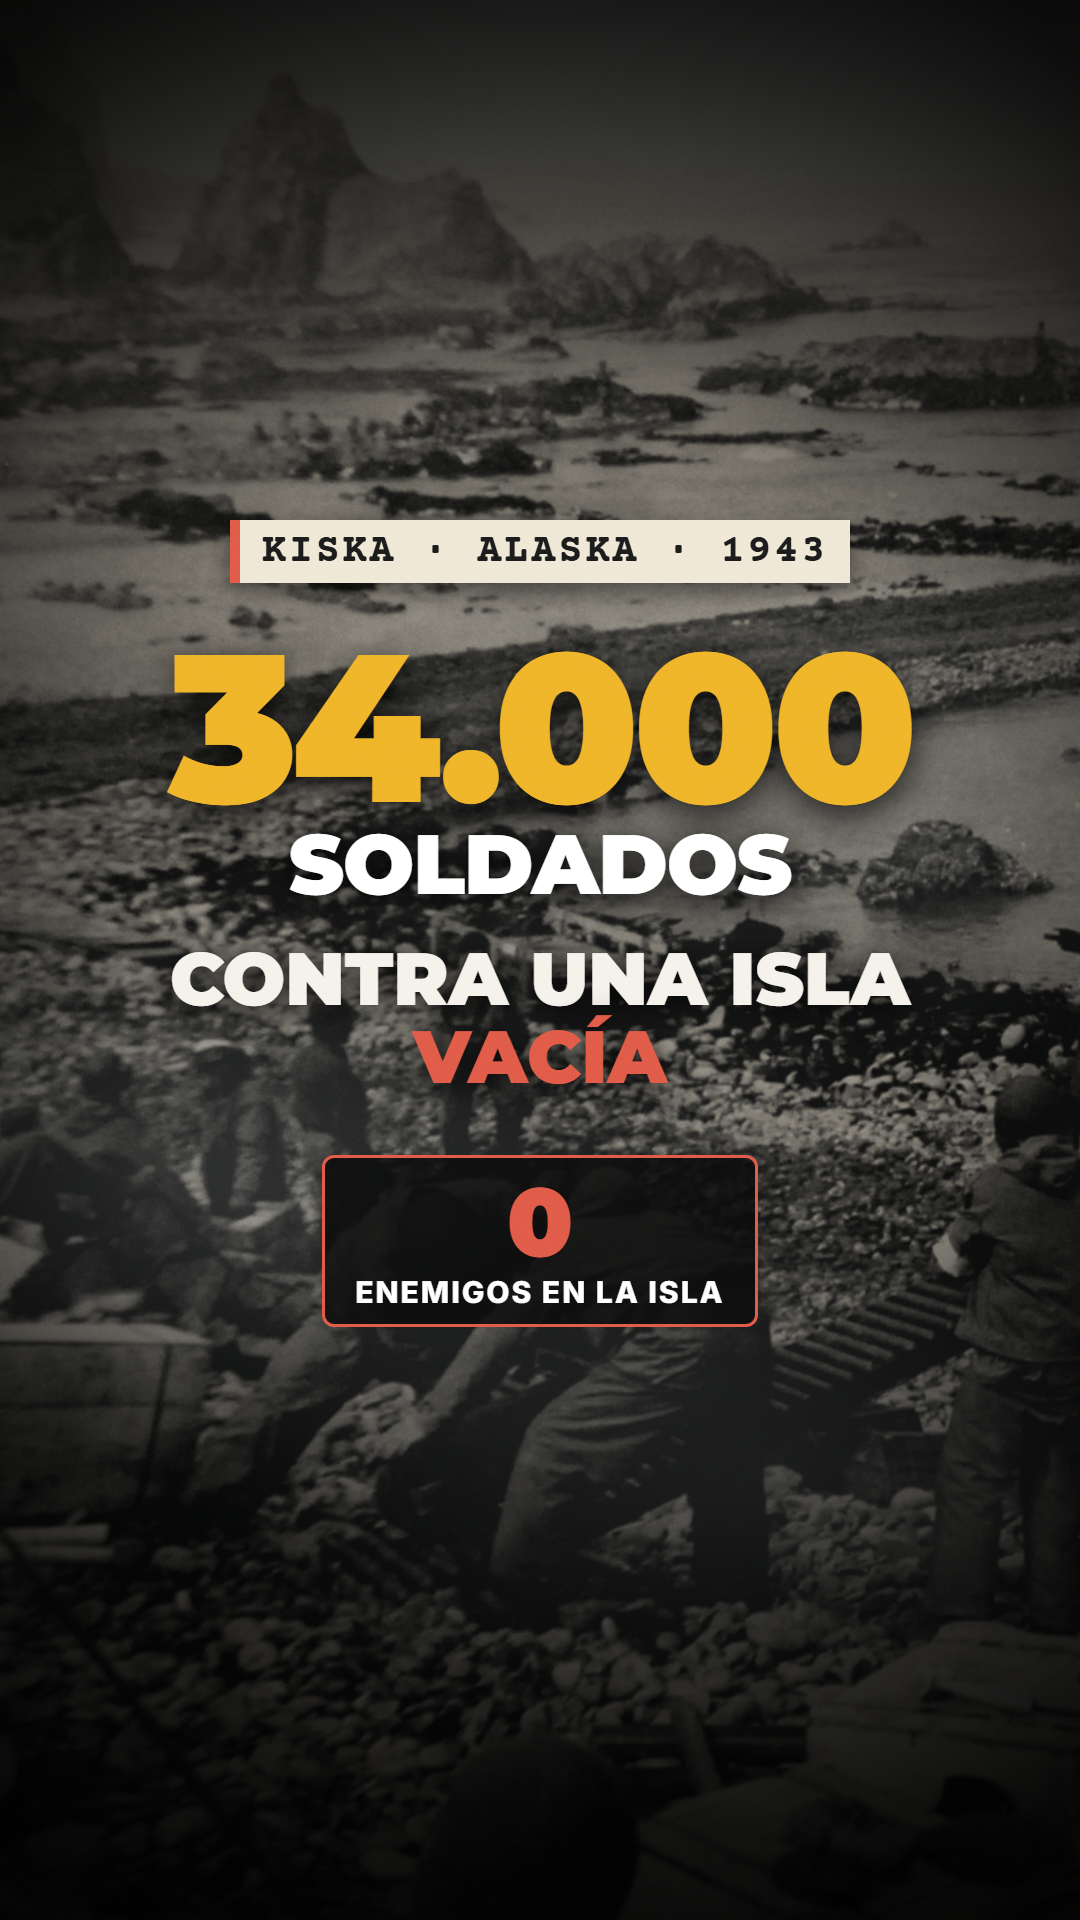 KISKA · ALASKA · 1943
34.000
SOLDADOS
CONTRA UNA ISLA
VACÍA
0
ENEMIGOS EN LA ISLA